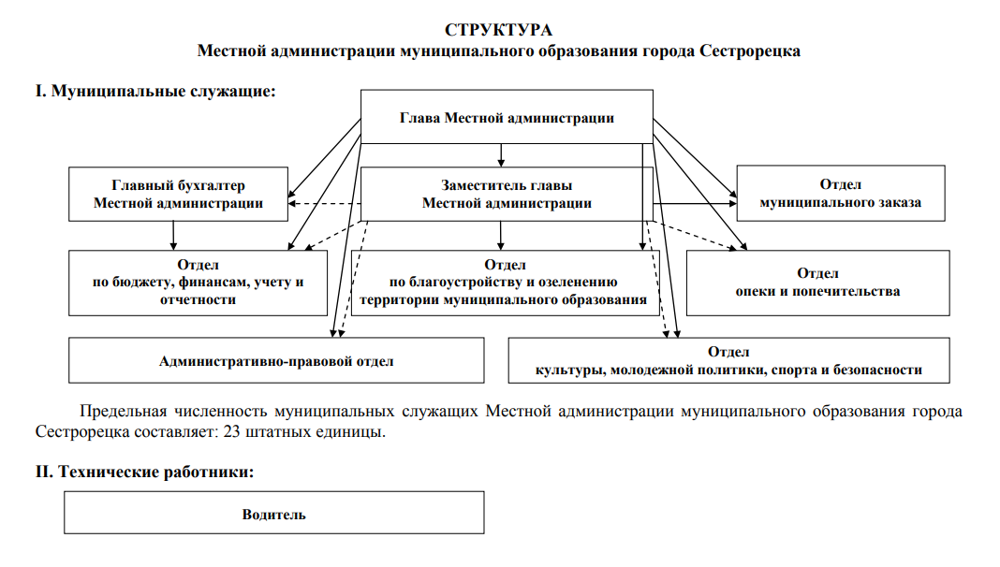 СТРУКТУРА
Местной администрации муниципального образования города Сестрорецка
I. Муниципальные служащие:
Глава Местной администрации
Главный бухгалтер
Местной администрации
Заместитель главы
Местной администрации
Отдел
муниципального заказа
Отдел
по бюджету, финансам, учету и
отчетности
Отдел
по благоустройству и озеленению
территории муниципального образования
Отдел
опеки и попечительства
Административно-правовой отдел
Отдел
культуры, молодежной политики, спорта и безопасности
Предельная численность муниципальных служащих Местной администрации муниципального образования города
Сестрорецка составляет: 23 штатных единицы.
II. Технические работники:
Водитель